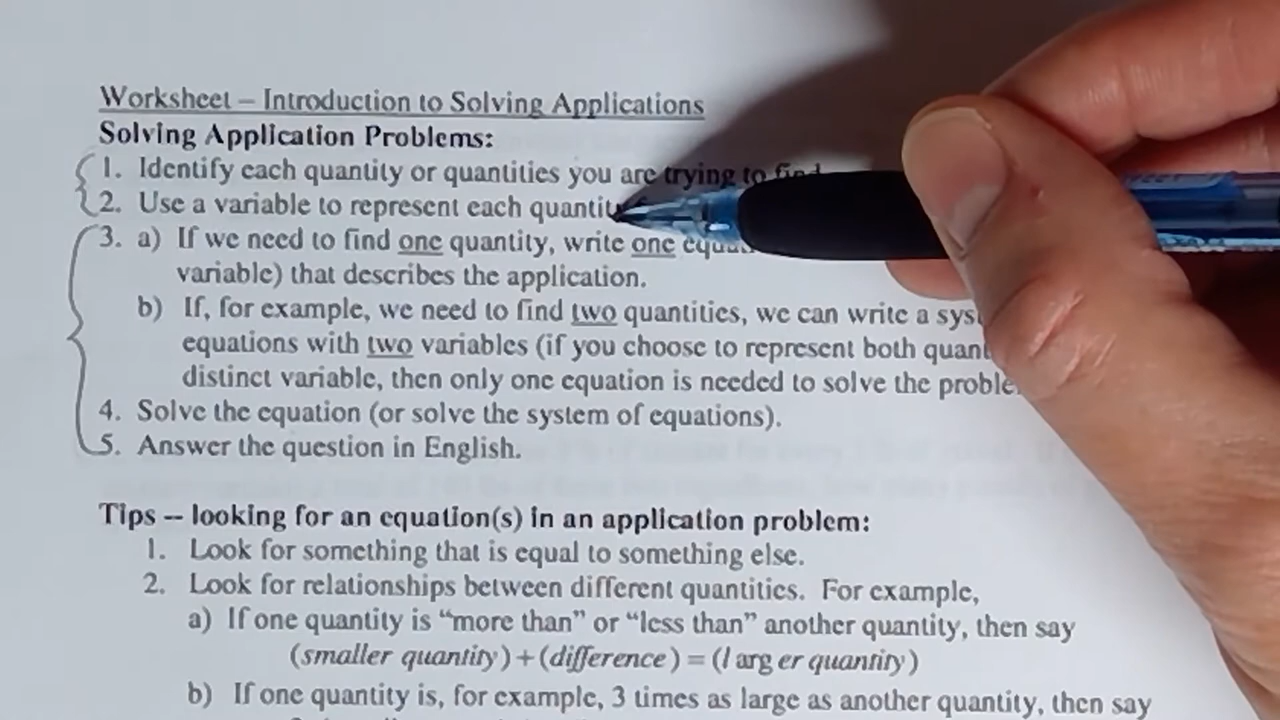 Worksheet – Introduction to Solving Applications
Solving Application Problems:
1. Identify each quantity or quantities you are trying to find
2. Use a variable to represent each
3. a) If we need to find one quantity, write one
variable) that describes the application.
b) If, for example, we need to find two quantities, we can write a
equations with two variables (if you choose to represent both
distinct variable, then only one equation is needed to solve the
4. Solve the equation (or solve the system of equations).
5. Answer the question in English.
Tips – looking for an equation(s) in an application problem:
1. Look for something that is equal to something else.
2. Look for relationships between different quantities. For example,
a) If one quantity is “more than” or “less than” another quantity, then say
(smaller quantity) + (difference) = (l arg er quantity)
b) If one quantity is, for example, 3 times as large as another quantity, then say